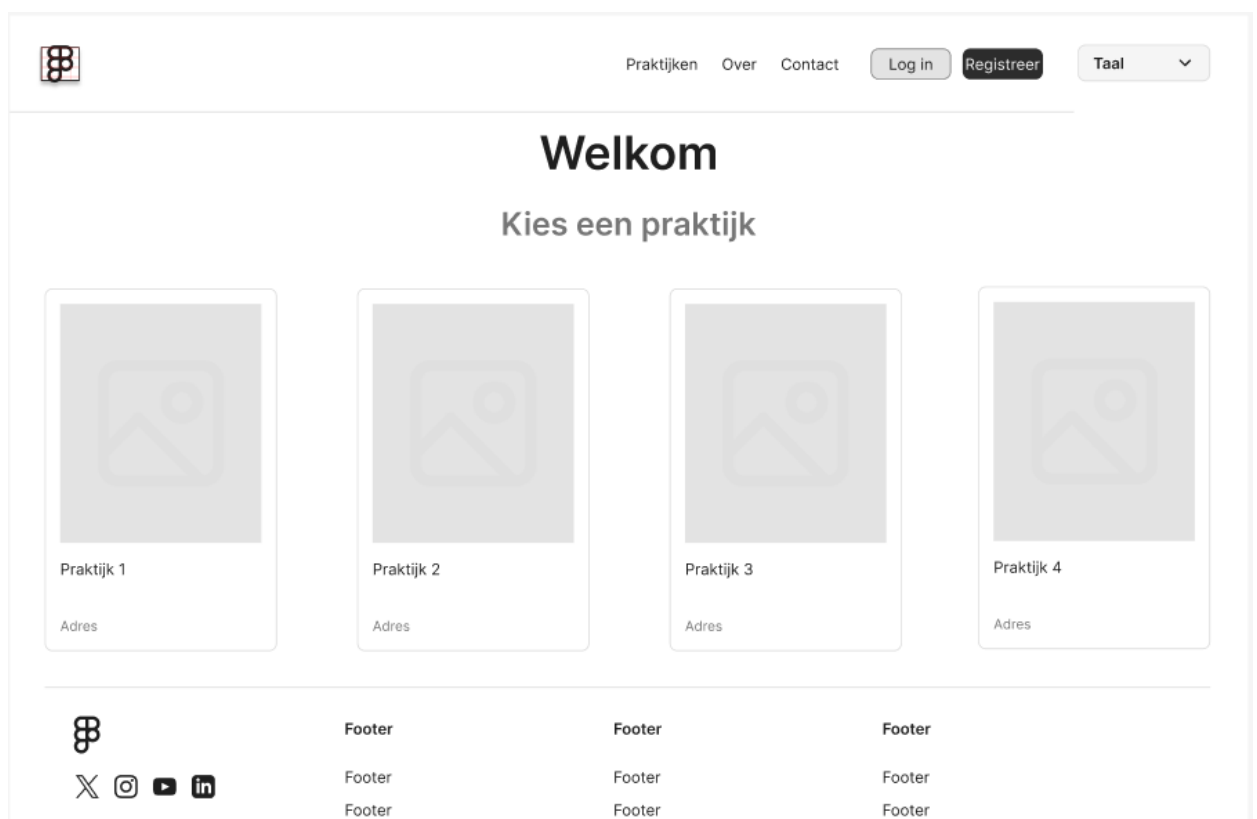 Praktijken Over Contact Log in Registreer Taal
Welkom
Kies een praktijk
Praktijk 1 Praktijk 2 Praktijk 3 Praktijk 4
Adres Adres Adres Adres
Footer Footer Footer
Footer Footer Footer
Footer Footer Footer